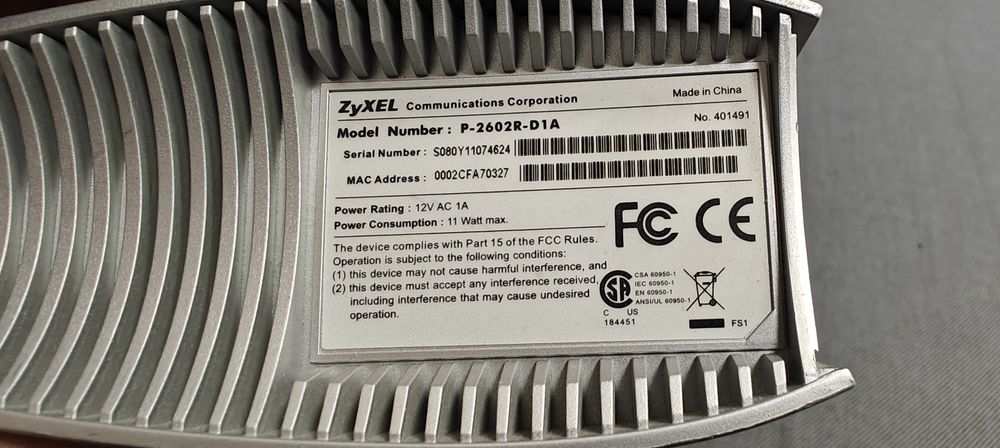 ZyXEL Communications Corporation Made in China
Model Number : P-2602R-D1A No. 401491
Serial Number : S080Y11074624
MAC Address : 0002CFA70327
Power Rating : 12V AC 1A
Power Consumption : 11 Watt max.
FC CE
The device complies with Part 15 of the FCC Rules.
Operation is subject to the following conditions:
(1) this device may not cause harmful interference, and
(2) this device must accept any interference received,
including interference that may cause undesired
operation.
SA
C US
184451
CSA 60950-1
IEC 60950-1
EN 60950-1
ANSI/UL 60950-1
FS1